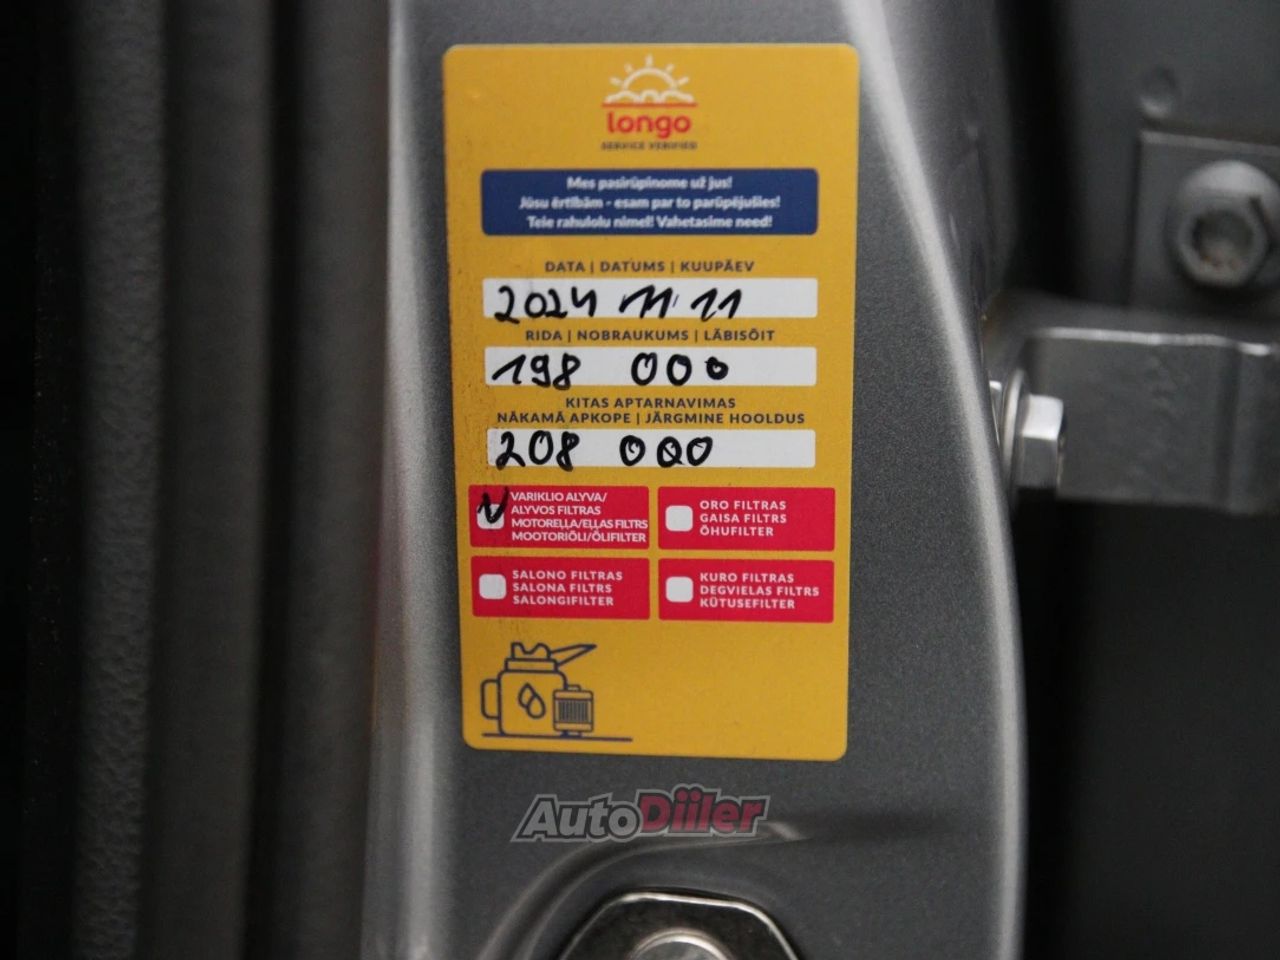 longo
SERVICE VERIFIED
Mes pasirūpinome už jus!
Jūsu ērtībām - esam par to parūpējušies!
Teie rahulolu nimel! Vahetasime need!
DATA | DATUMS | KUUPÄEV
2024 11 11
RIDA | NOBRAUKUMS | LÄBISÕIT
198 000
KITAS APTARNAVIMAS
NĀKAMĀ APKOPE | JÄRGMINE HOOLDUS
208 000
VARIKLIO ALYVA/
ALYVOS FILTRAS
MOTOREĻĻA/EĻĻAS FILTRS
MOOTORIÕLI/ÕLIFILTER
ORO FILTRAS
GAISA FILTRS
ÕHUFILTER
SALONO FILTRAS
SALONA FILTRS
SALONGIFILTER
KURO FILTRAS
DEGVIELAS FILTRS
KÜTUSEFILTER
AutoDiiler